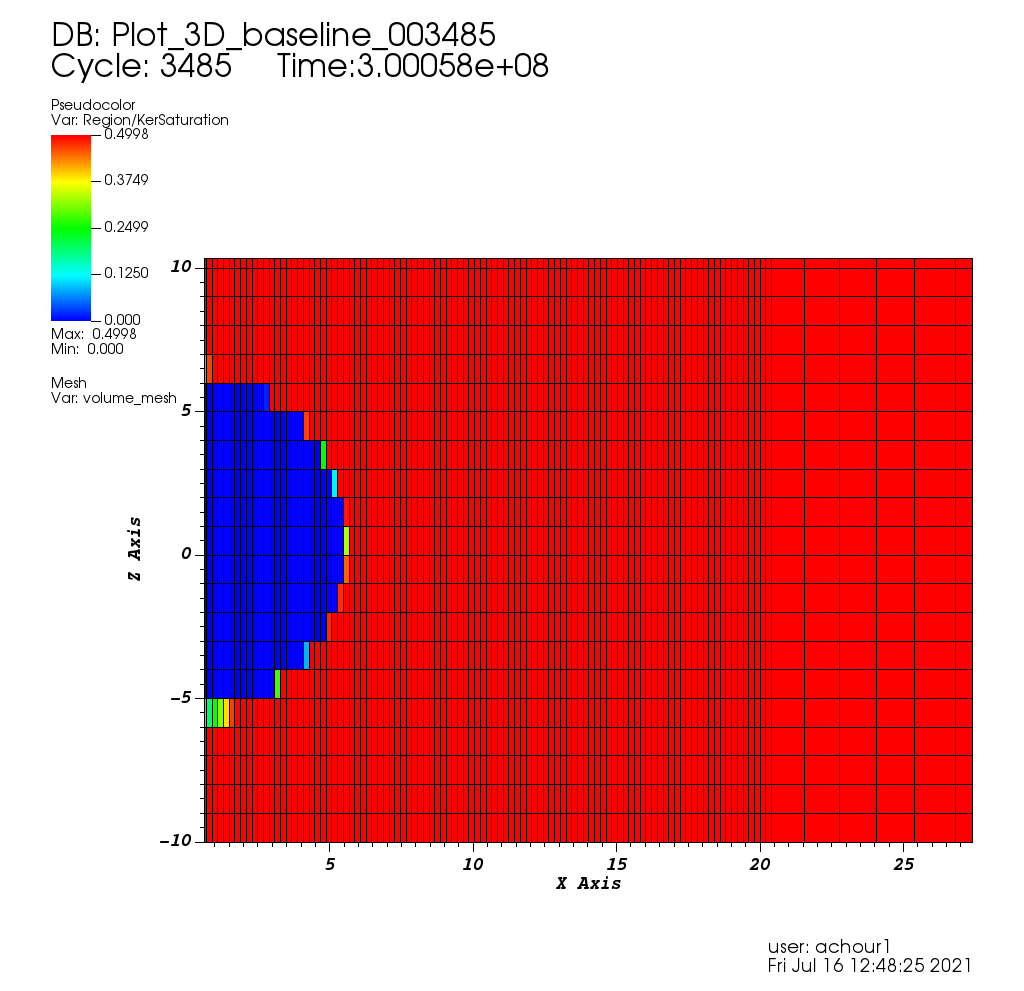 DB: Plot_3D_baseline_003485
Cycle: 3485 Time:3.00058e+08
Pseudocolor
Var: Region/KerSaturation
0.4998
0.3749
0.2499
0.1250
0.000
Max: 0.4998
Min: 0.000
Mesh
Var: volume_mesh
10
5
0
-5
-10
Z Axis
5 10 15 20 25
X Axis
user: achour1
Fri Jul 16 12:48:25 2021